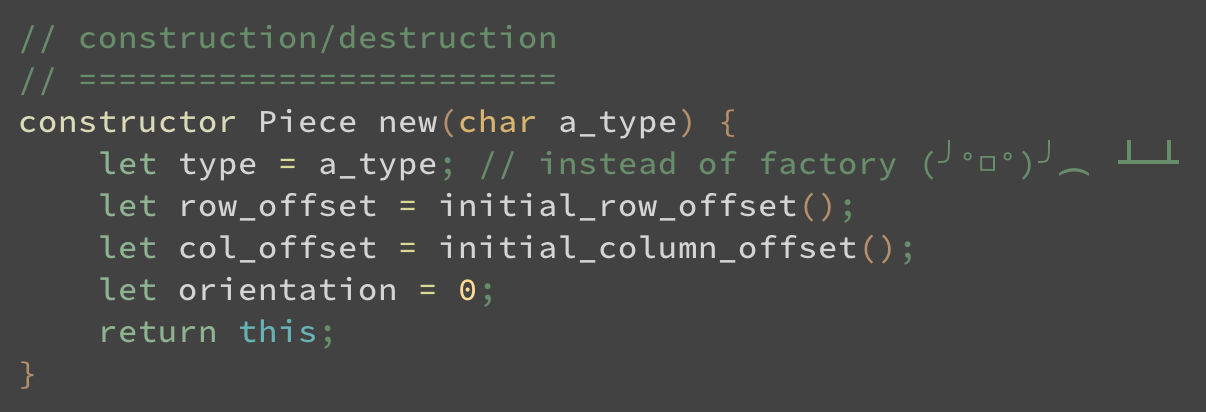 // construction/destruction
// ========================
constructor Piece new(char a_type) {
    let type = a_type; // instead of factory (╯°□°)╯︵ ┻━┻
    let row_offset = initial_row_offset();
    let col_offset = initial_column_offset();
    let orientation = 0;
    return this;
}